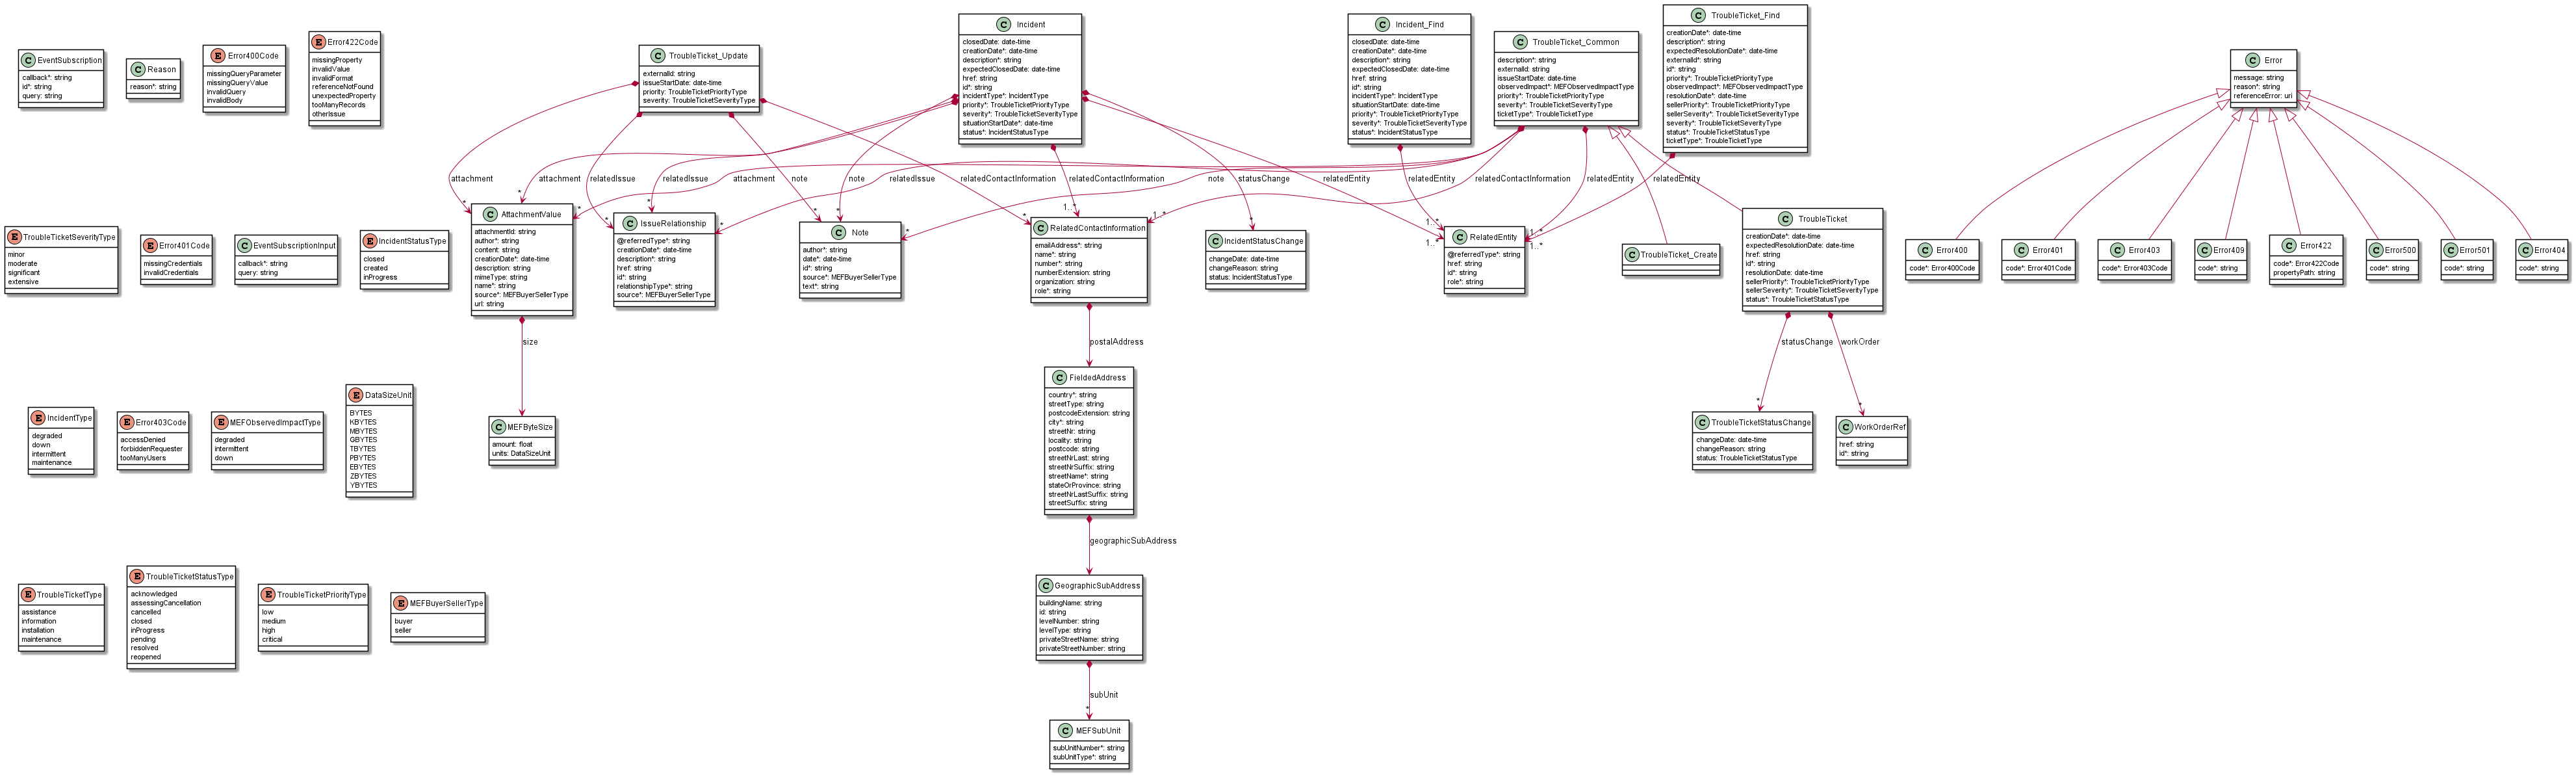 EventSubscription
callback*: string
id*: string
query: string
Reason
reason*: string
Error400Code
missingQueryParameter
missingQueryValue
invalidQuery
invalidBody
Error422Code
missingProperty
invalidValue
invalidFormat
referenceNotFound
unexpectedProperty
tooManyRecords
otherIssue
TroubleTicket_Update
externalId: string
issueStartDate: date-time
priority: TroubleTicketPriorityType
severity: TroubleTicketSeverityType
Incident
closedDate: date-time
creationDate*: date-time
description*: string
expectedClosedDate: date-time
href: string
id*: string
incidentType*: IncidentType
priority*: TroubleTicketPriorityType
severity*: TroubleTicketSeverityType
situationStartDate*: date-time
status*: IncidentStatusType
Incident_Find
closedDate: date-time
creationDate*: date-time
description*: string
expectedClosedDate: date-time
href: string
id*: string
incidentType*: IncidentType
situationStartDate: date-time
priority*: TroubleTicketPriorityType
severity*: TroubleTicketSeverityType
status*: IncidentStatusType
TroubleTicket_Common
description*: string
externalId: string
issueStartDate: date-time
observedImpact*: MEFObservedImpactType
priority*: TroubleTicketPriorityType
severity*: TroubleTicketSeverityType
ticketType*: TroubleTicketType
TroubleTicket_Find
creationDate*: date-time
description*: string
expectedResolutionDate*: date-time
externalId*: string
id*: string
priority*: TroubleTicketPriorityType
observedImpact*: MEFObservedImpactType
resolutionDate*: date-time
sellerPriority*: TroubleTicketPriorityType
sellerSeverity*: TroubleTicketSeverityType
severity*: TroubleTicketSeverityType
status*: TroubleTicketStatusType
ticketType*: TroubleTicketType
Error
message: string
reason*: string
referenceError: uri
attachment
relatedIssue
note
relatedContactInformation
attachment
relatedIssue
note
relatedContactInformation
statusChange
relatedEntity
relatedEntity
attachment
relatedIssue
note
relatedContactInformation
relatedEntity
relatedEntity
*
*
*
*
*
*
*
1..*
*
1..*
1..*
*
*
*
1..*
1..*
1..*
TroubleTicketSeverityType
minor
moderate
significant
extensive
Error401Code
missingCredentials
invalidCredentials
EventSubscriptionInput
callback*: string
query: string
IncidentStatusType
closed
created
inProgress
AttachmentValue
attachmentId: string
author*: string
content: string
creationDate*: date-time
description: string
mimeType: string
name*: string
source*: MEFBuyerSellerType
url: string
IssueRelationship
@referredType*: string
creationDate*: date-time
description*: string
href: string
id*: string
relationshipType*: string
source*: MEFBuyerSellerType
Note
author*: string
date*: date-time
id*: string
source*: MEFBuyerSellerType
text*: string
RelatedContactInformation
emailAddress*: string
name*: string
number*: string
numberExtension: string
organization: string
role*: string
IncidentStatusChange
changeDate: date-time
changeReason: string
status: IncidentStatusType
RelatedEntity
@referredType*: string
href: string
id*: string
role*: string
TroubleTicket_Create
TroubleTicket
creationDate*: date-time
expectedResolutionDate: date-time
href: string
id*: string
resolutionDate: date-time
sellerPriority*: TroubleTicketPriorityType
sellerSeverity*: TroubleTicketSeverityType
status*: TroubleTicketStatusType
Error400
code*: Error400Code
Error401
code*: Error401Code
Error403
code*: Error403Code
Error409
code*: string
Error422
code*: Error422Code
propertyPath: string
Error500
code*: string
Error501
code*: string
Error404
code*: string
size
postalAddress
statusChange
workOrder
*
*
IncidentType
degraded
down
intermittent
maintenance
Error403Code
accessDenied
forbiddenRequester
tooManyUsers
MEFObservedImpactType
degraded
intermittent
down
DataSizeUnit
BYTES
KBYTES
MBYTES
GBYTES
TBYTES
PBYTES
EBYTES
ZBYTES
YBYTES
MEFByteSize
amount: float
units: DataSizeUnit
FieldedAddress
country*: string
streetType: string
postcodeExtension: string
city*: string
streetNr: string
locality: string
postcode: string
streetNrLast: string
streetNrSuffix: string
streetName*: string
stateOrProvince: string
streetNrLastSuffix: string
streetSuffix: string
TroubleTicketStatusChange
changeDate: date-time
changeReason: string
status: TroubleTicketStatusType
WorkOrderRef
href: string
id*: string
geographicSubAddress
TroubleTicketType
assistance
information
installation
maintenance
TroubleTicketStatusType
acknowledged
assessingCancellation
cancelled
closed
inProgress
pending
resolved
reopened
TroubleTicketPriorityType
low
medium
high
critical
MEFBuyerSellerType
buyer
seller
GeographicSubAddress
buildingName: string
id: string
levelNumber: string
levelType: string
privateStreetName: string
privateStreetNumber: string
subUnit
*
MEFSubUnit
subUnitNumber*: string
subUnitType*: string